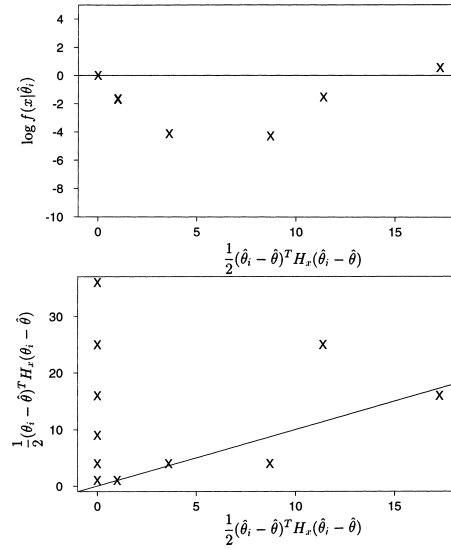 4
2
0
-2
-4
-6
-8
-10
log f(x|θ̂ᵢ)
X X X X X X X
0 5 10 15
½(θ̂ᵢ − θ̂)ᵀHₓ(θ̂ᵢ − θ̂)
30
20
10
0
½(θᵢ − θ̂)ᵀHₓ(θᵢ − θ̂)
X
X X X
X X
X
X X X
X X
0 5 10 15
½(θ̂ᵢ − θ̂)ᵀHₓ(θ̂ᵢ − θ̂)